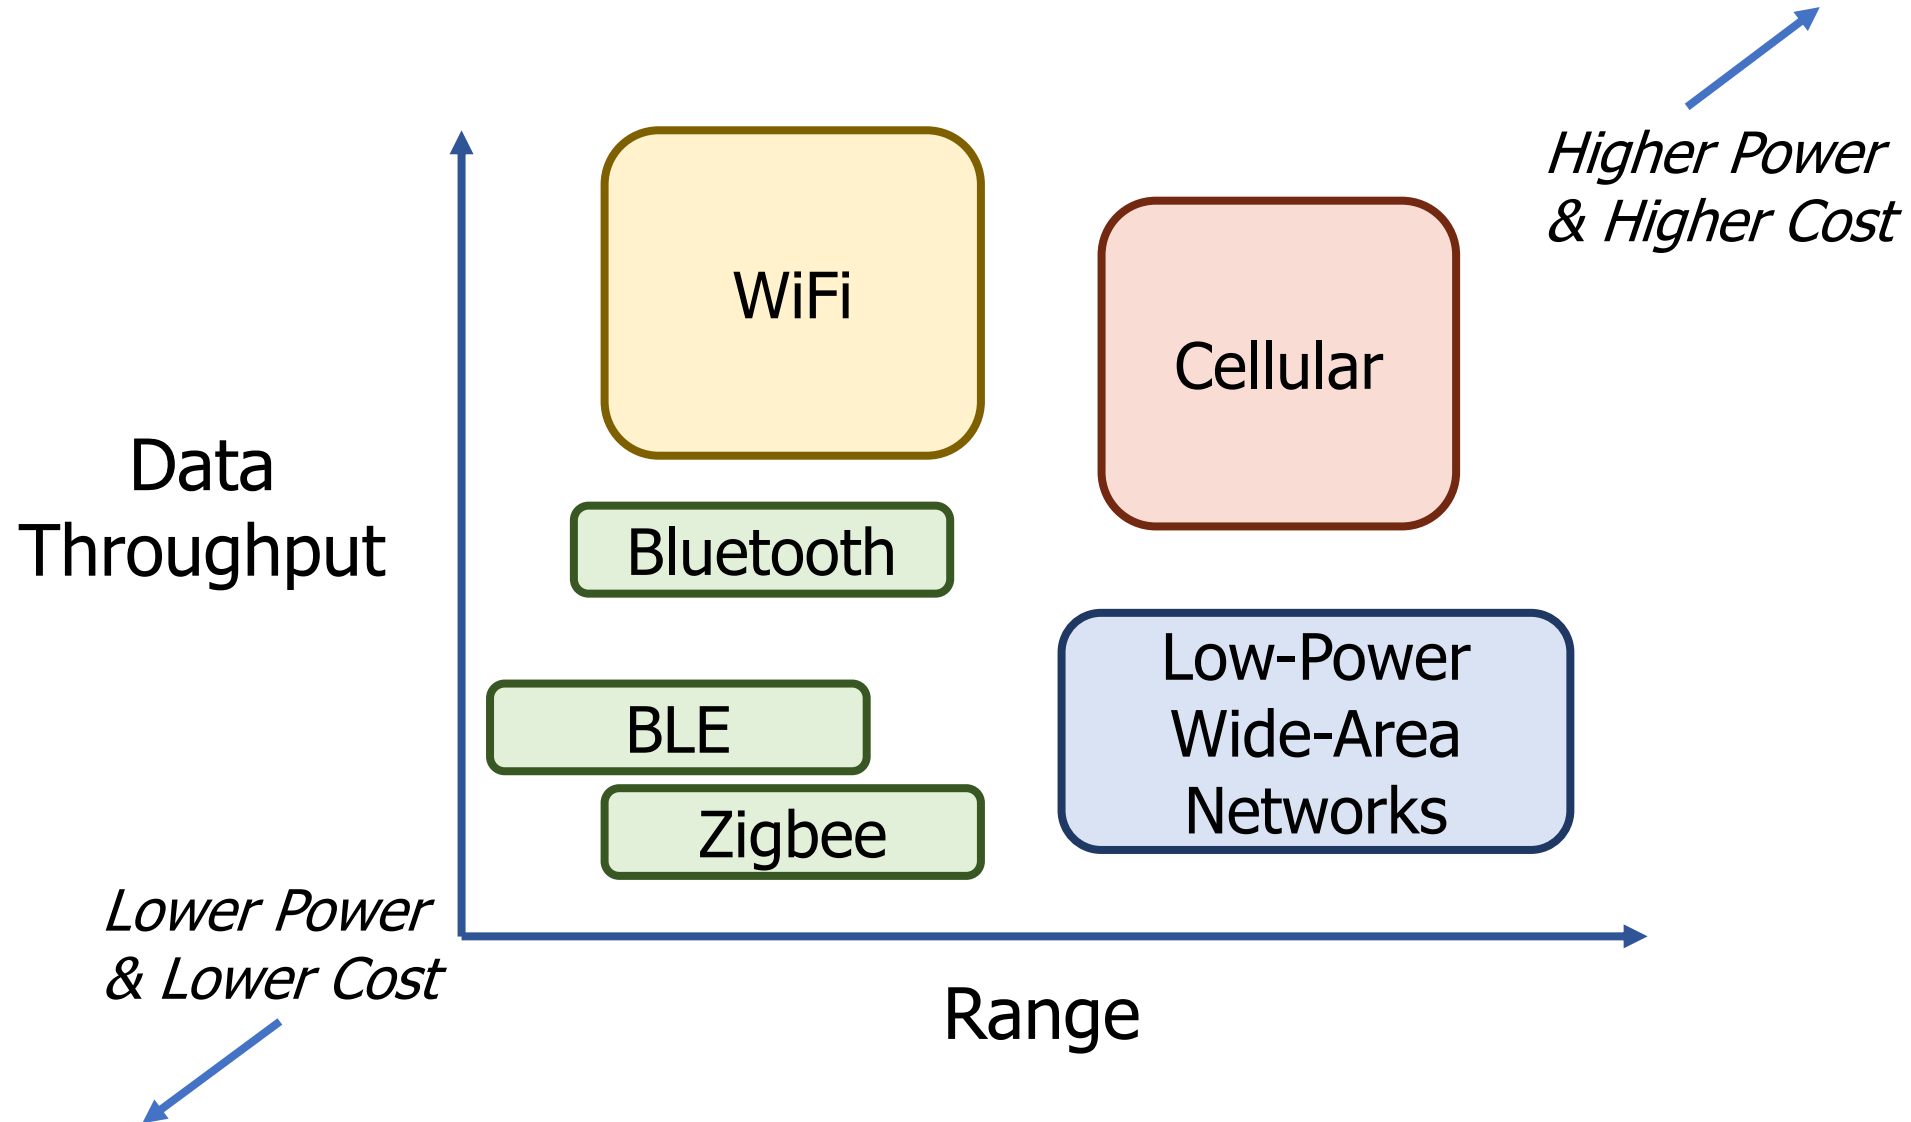 Higher Power
& Higher Cost
WiFi
Cellular
Data
Throughput
Bluetooth
Low-Power
Wide-Area
Networks
BLE
Zigbee
Lower Power
& Lower Cost
Range